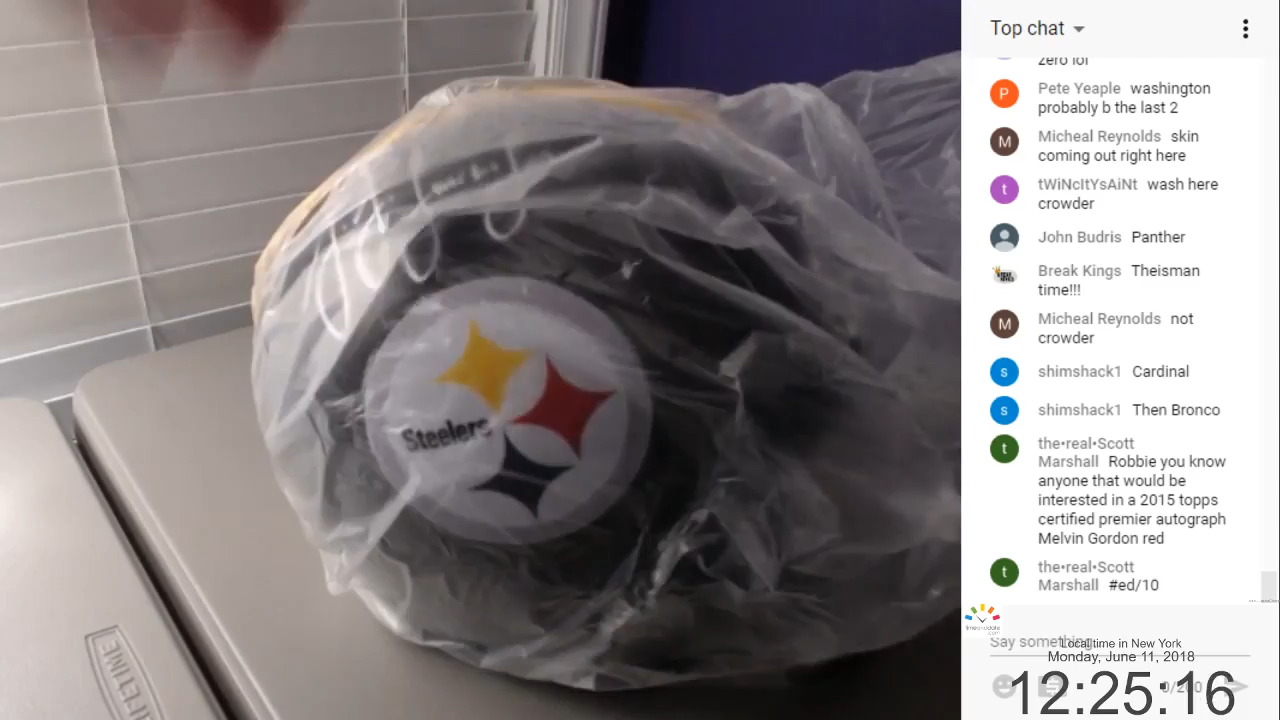 Steelers
LIFETIME
Top chat
zero lol
Pete Yeaple washington
probably b the last 2
Micheal Reynolds skin
coming out right here
tWiNcItYsAiNt wash here
crowder
John Budris Panther
Break Kings Theisman
time!!!
Micheal Reynolds not
crowder
shimshack1 Cardinal
shimshack1 Then Bronco
the•real•Scott
Marshall Robbie you know
anyone that would be
interested in a 2015 topps
certified premier autograph
Melvin Gordon red
the•real•Scott
Marshall #ed/10
Say something
Local time in New York
Monday, June 11, 2018
0/200
12:25:16